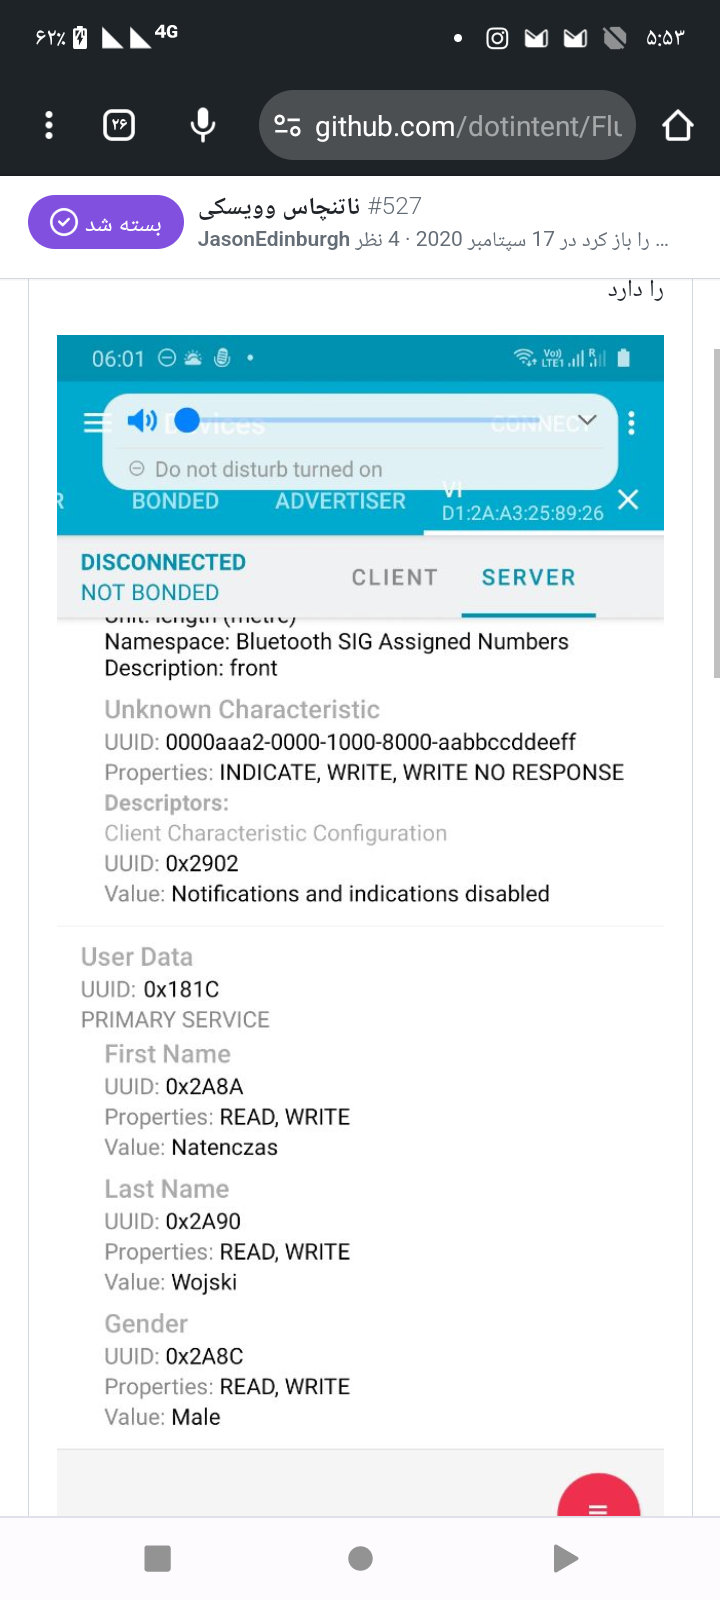 ۶۲٪ 4G ۵:۵۳
۲۶ github.com/dotintent/Flu
ناتنچاس وویسکی #527
بسته شد
JasonEdinburgh را باز کرد در 17 سپتامبر 2020 · 4 نظر ...
را دارد
06:01 Vo)) LTE1 R
Devices CONNECT
Do not disturb turned on
R BONDED ADVERTISER VI
D1:2A:A3:25:89:26
DISCONNECTED
NOT BONDED
CLIENT SERVER
Unit: length (metre)
Namespace: Bluetooth SIG Assigned Numbers
Description: front
Unknown Characteristic
UUID: 0000aaa2-0000-1000-8000-aabbccddeeff
Properties: INDICATE, WRITE, WRITE NO RESPONSE
Descriptors:
Client Characteristic Configuration
UUID: 0x2902
Value: Notifications and indications disabled
User Data
UUID: 0x181C
PRIMARY SERVICE
First Name
UUID: 0x2A8A
Properties: READ, WRITE
Value: Natenczas
Last Name
UUID: 0x2A90
Properties: READ, WRITE
Value: Wojski
Gender
UUID: 0x2A8C
Properties: READ, WRITE
Value: Male